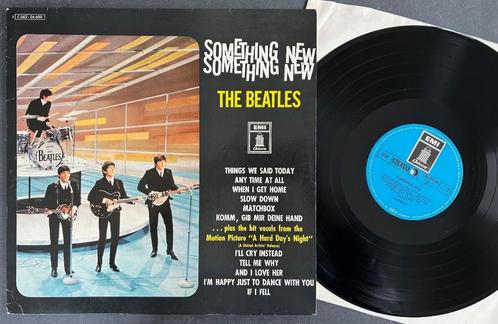 1 C 062-04 600
SOMETHING NEW
SOMETHING NEW
THE BEATLES
EMI
Odeon
THINGS WE SAID TODAY
ANY TIME AT ALL
WHEN I GET HOME
SLOW DOWN
MATCHBOX
KOMM, GIB MIR DEINE HAND
...plus the hit vocals from the
Motion Picture "A Hard Day's Night"
(A United Artists' Release)
I'LL CRY INSTEAD
TELL ME WHY
AND I LOVE HER
I'M HAPPY JUST TO DANCE WITH YOU
IF I FELL
THE
BEATLES
EMI
Odeon
STEREO